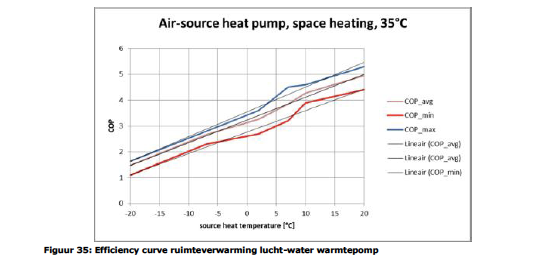 Air-source heat pump, space heating, 35°C
6
5
4
3
2
1
0
COP
-20
-15
-10
-5
0
5
10
15
20
source heat temperature [°C]
COP_avg
COP_min
COP_max
Lineair (COP_avg)
Lineair (COP_avg)
Lineair (COP_min)
Figuur 35: Efficiency curve ruimteverwarming lucht-water warmtepomp